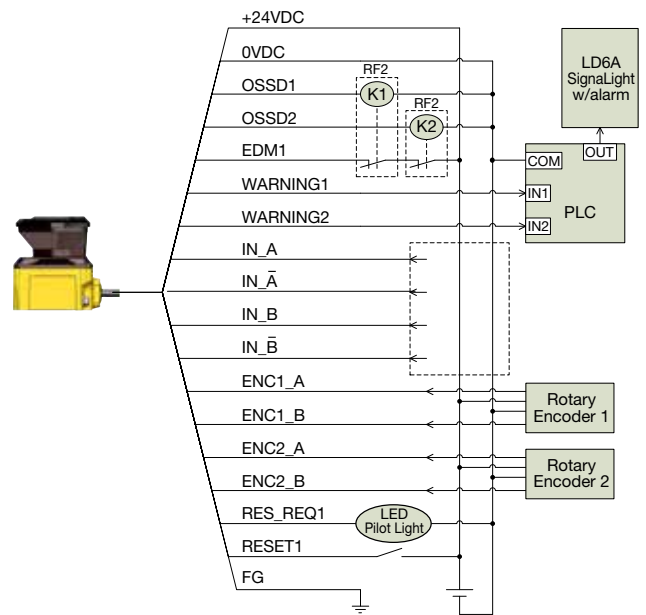 +24VDC
0VDC
OSSD1
OSSD2
EDM1
WARNING1
WARNING2
IN_A
IN_A̅
IN_B
IN_B̅
ENC1_A
ENC1_B
ENC2_A
ENC2_B
RES_REQ1
RESET1
FG
RF2
K1
RF2
K2
LD6A
SignaLight
w/alarm
OUT
COM
IN1
IN2
PLC
Rotary
Encoder 1
Rotary
Encoder 2
LED
Pilot Light